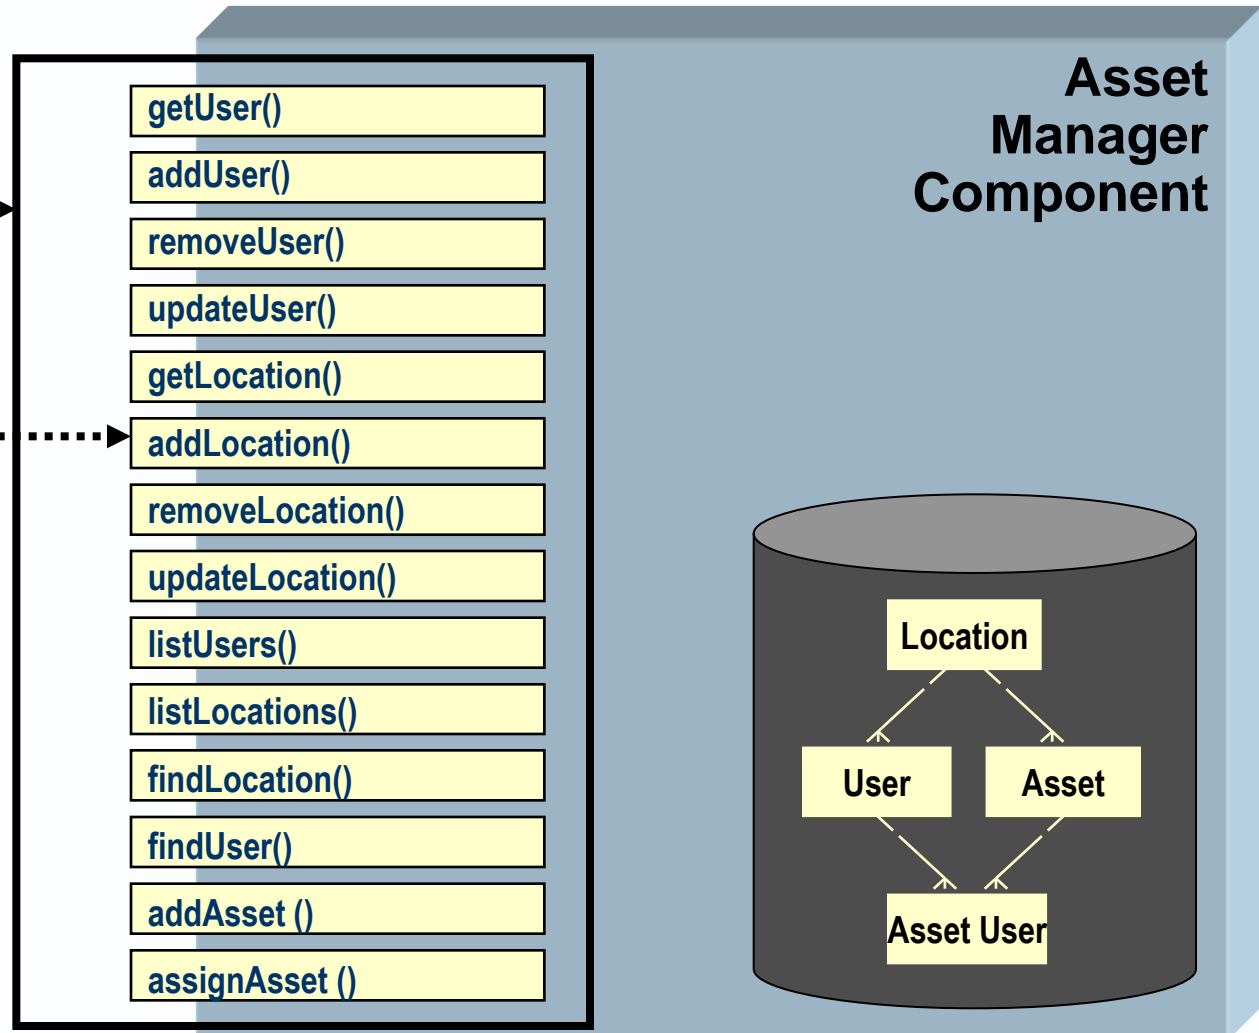 Asset
Manager
Component
getUser()
addUser()
removeUser()
updateUser()
getLocation()
addLocation()
removeLocation()
updateLocation()
listUsers()
listLocations()
findLocation()
findUser()
addAsset ()
assignAsset ()
Location
User
Asset
Asset User